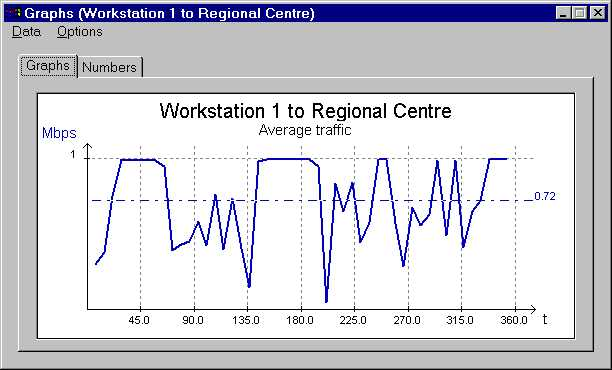 Graphs (Workstation 1 to Regional Centre)
Data Options
Graphs Numbers
Workstation 1 to Regional Centre
Average traffic
Mbps
1
0.72
45.0 90.0 135.0 180.0 225.0 270.0 315.0 360.0 t